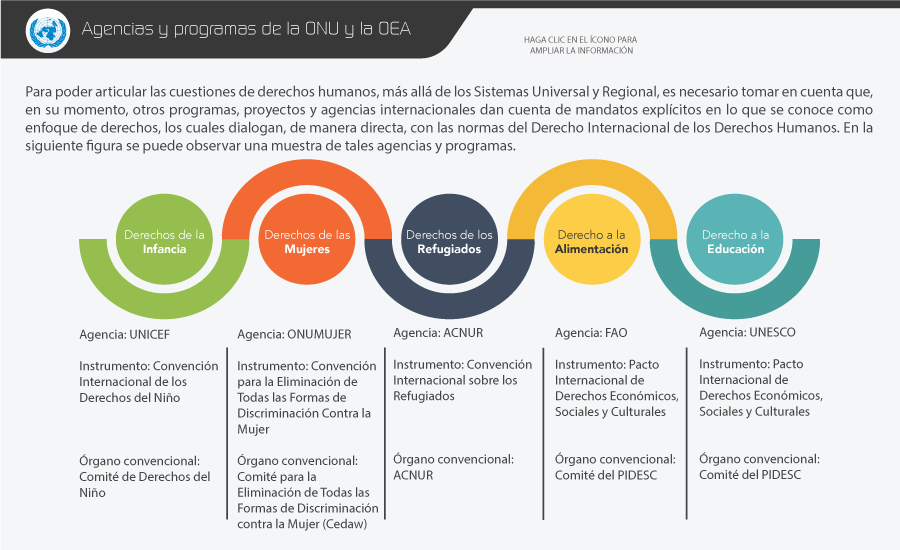 Agencias y programas de la ONU y la OEA
HAGA CLIC EN EL ÍCONO PARA
AMPLIAR LA INFORMACIÓN
Para poder articular las cuestiones de derechos humanos, más allá de los Sistemas Universal y Regional, es necesario tomar en cuenta que,
en su momento, otros programas, proyectos y agencias internacionales dan cuenta de mandatos explícitos en lo que se conoce como
enfoque de derechos, los cuales dialogan, de manera directa, con las normas del Derecho Internacional de los Derechos Humanos. En la
siguiente figura se puede observar una muestra de tales agencias y programas.
Derechos de la
Infancia
Derechos de las
Mujeres
Derechos de los
Refugiados
Derecho a la
Alimentación
Derecho a la
Educación
Agencia: UNICEF
Instrumento: Convención
Internacional de los
Derechos del Niño
Órgano convencional:
Comité de Derechos del
Niño
Agencia: ONUMUJER
Instrumento: Convención
para la Eliminación de
Todas las Formas de
Discriminación Contra la
Mujer
Órgano convencional:
Comité para la
Eliminación de Todas las
Formas de Discriminación
contra la Mujer (Cedaw)
Agencia: ACNUR
Instrumento: Convención
Internacional sobre los
Refugiados
Órgano convencional:
ACNUR
Agencia: FAO
Instrumento: Pacto
Internacional de
Derechos Económicos,
Sociales y Culturales
Órgano convencional:
Comité del PIDESC
Agencia: UNESCO
Instrumento: Pacto
Internacional de
Derechos Económicos,
Sociales y Culturales
Órgano convencional:
Comité del PIDESC